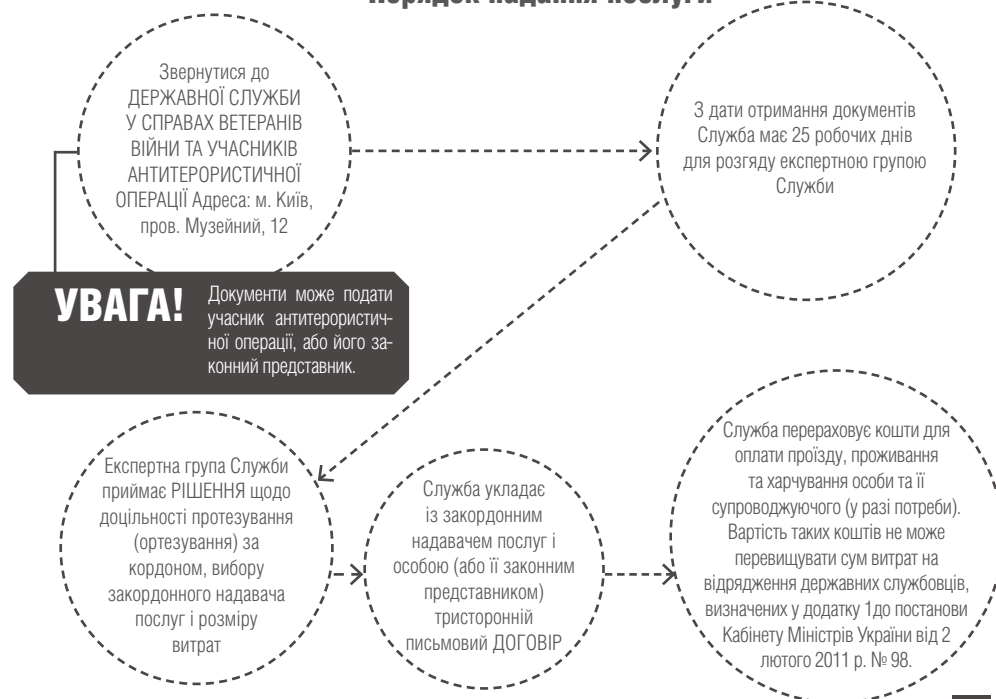 Порядок надання послуги
Звернутися до
ДЕРЖАВНОЇ СЛУЖБИ
У СПРАВАХ ВЕТЕРАНІВ
ВІЙНИ ТА УЧАСНИКІВ
АНТИТЕРОРИСТИЧНОЇ
ОПЕРАЦІЇ Адреса: м. Київ,
пров. Музейний, 12
З дати отримання документів
Служба має 25 робочих днів
для розгяду експертною групою
Служби
УВАГА!
Документи може подати
учасник антитерористич-
ної операції, або його за-
конний представник.
Експертна група Служби
приймає РІШЕННЯ щодо
доцільності протезування
(ортезування) за
кордоном, вибору
закордонного надавача
послуг і розміру
витрат
Служба укладає
із закордонним
надавачем послуг і
особою (або її законним
представником)
тристоронній
письмовий ДОГОВІР
Служба перераховує кошти для
оплати проїзду, проживання
та харчування особи та її
супроводжуючого (у разі потреби).
Вартість таких коштів не може
перевищувати сум витрат на
відрядження державних службовців,
визначених у додатку 1до постанови
Кабінету Міністрів України від 2
лютого 2011 р. № 98.